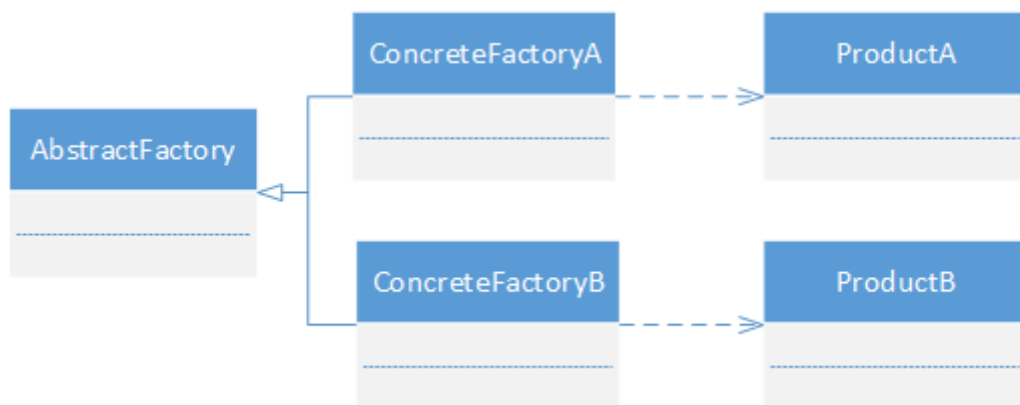 ConcreteFactoryA
ProductA
AbstractFactory
ConcreteFactoryB
ProductB